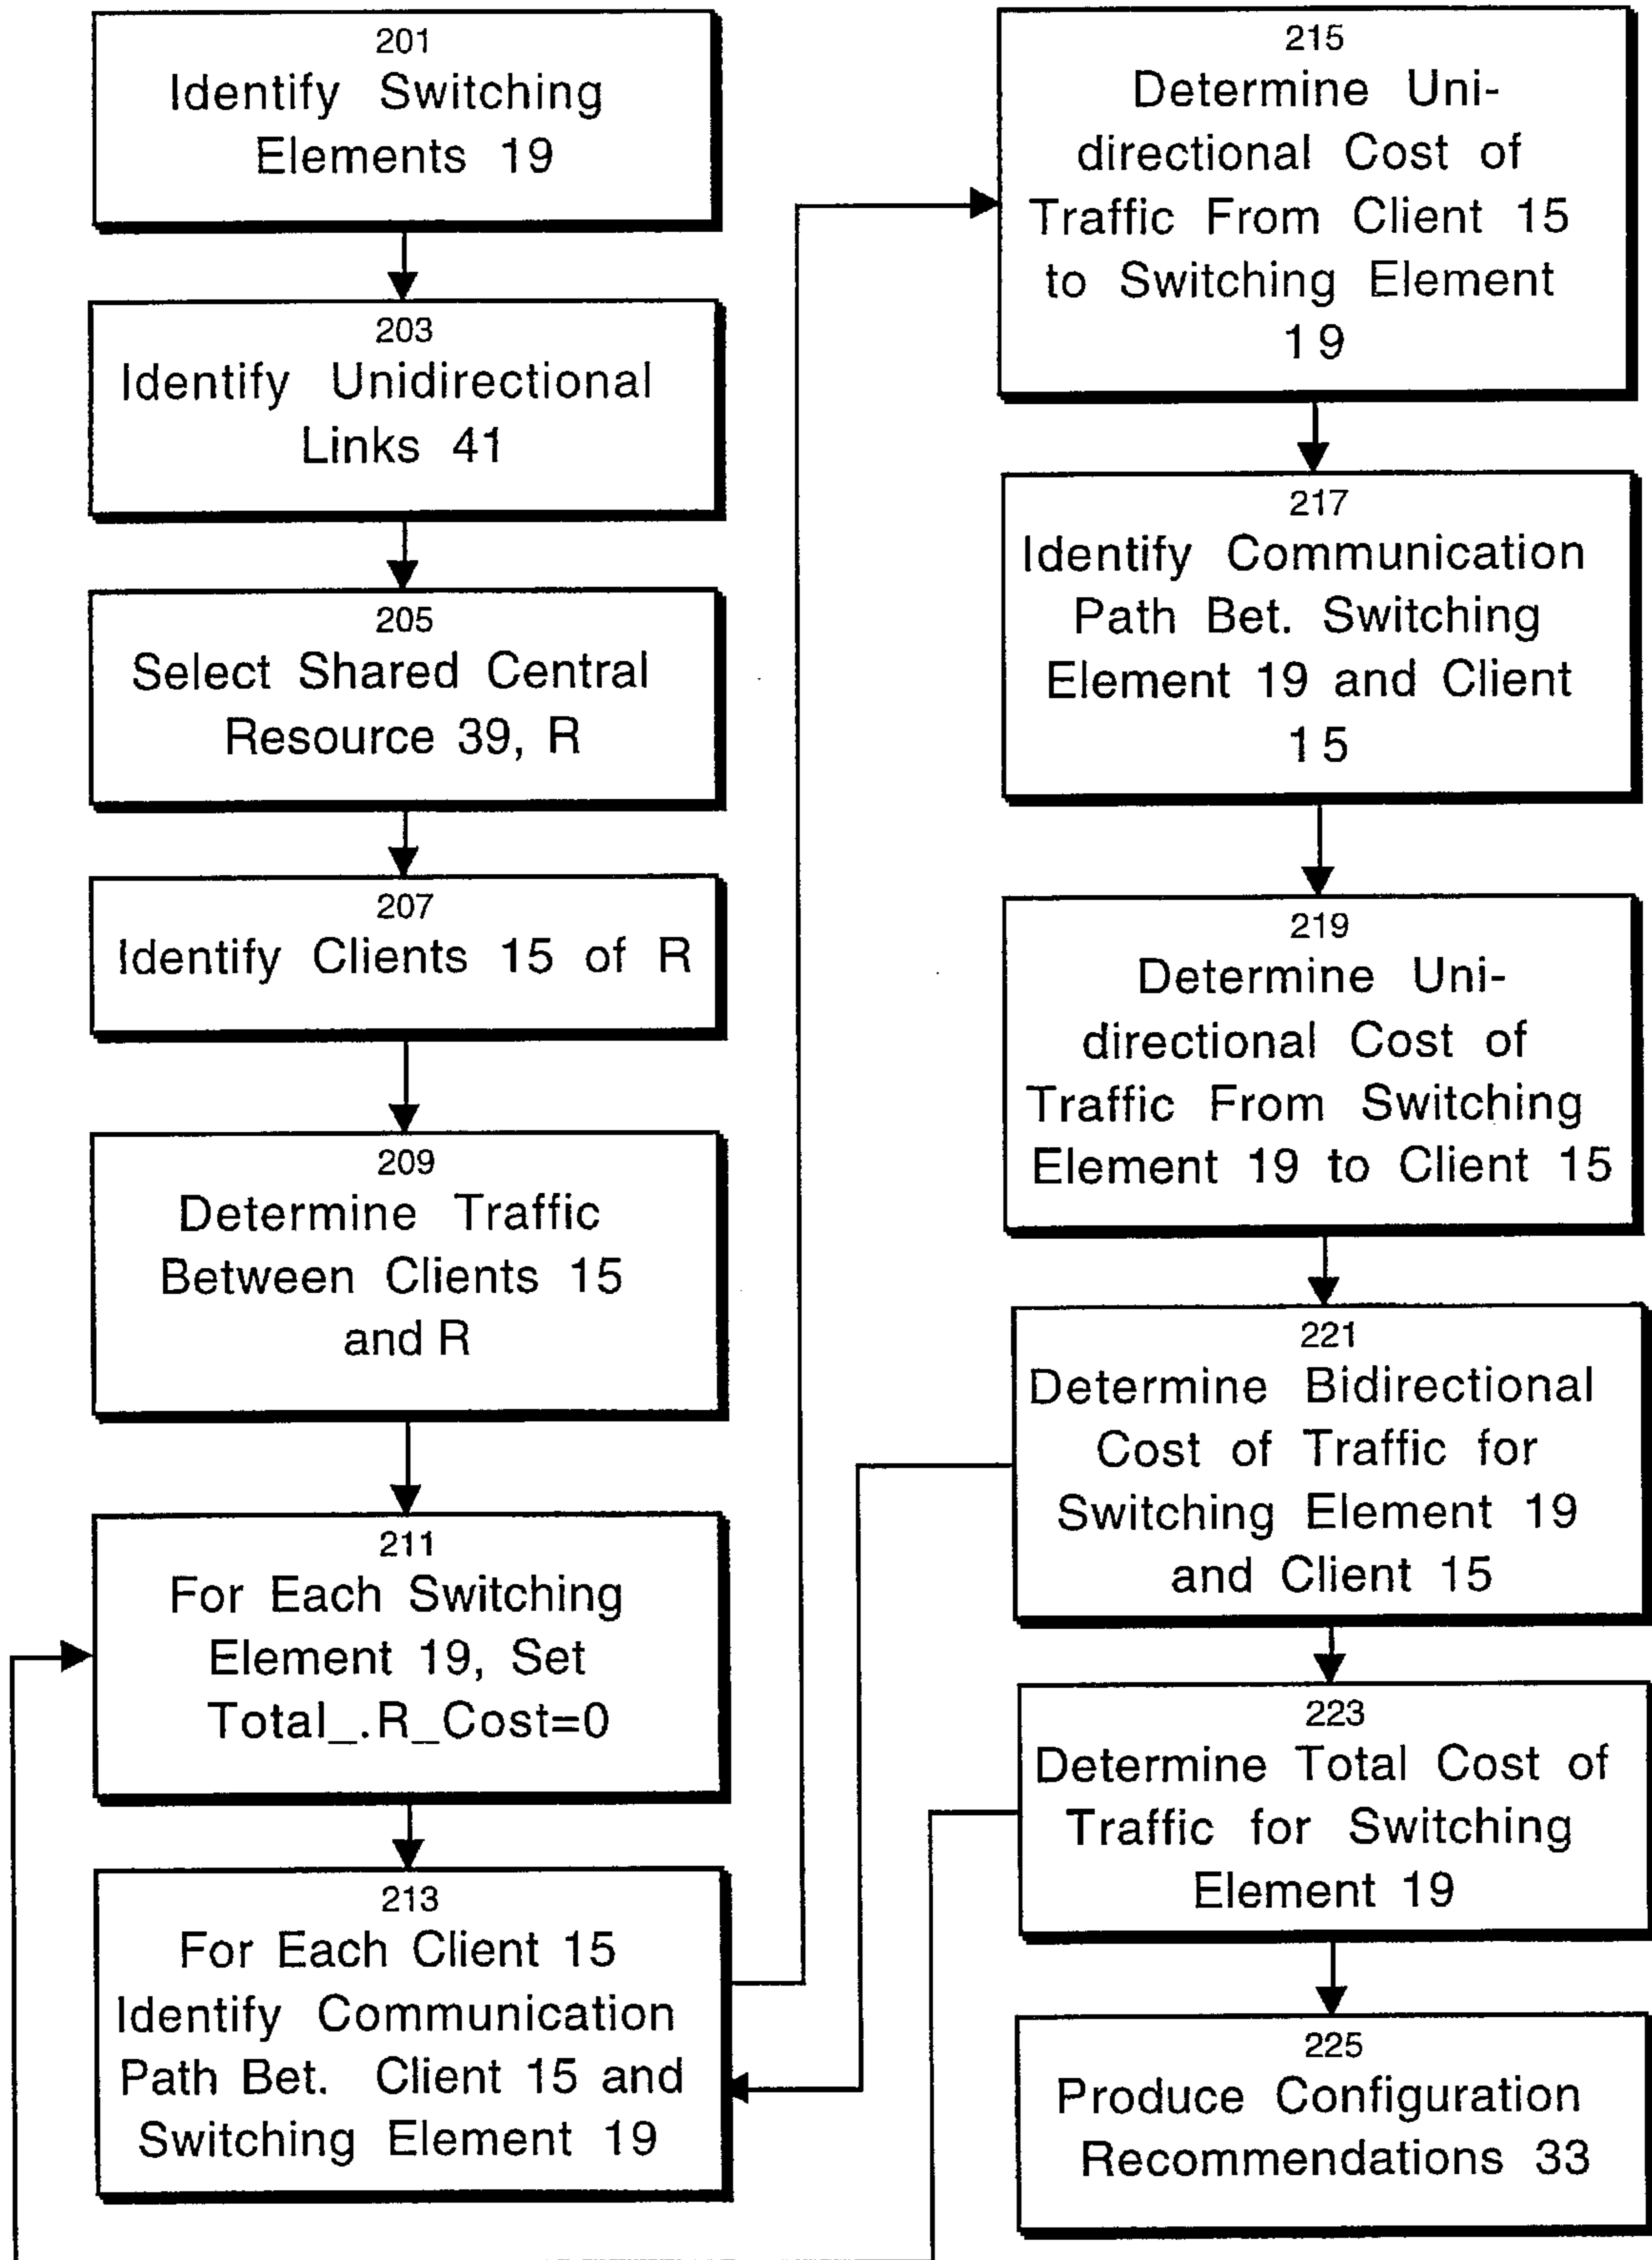 201
Identify Switching
Elements 19
203
Identify Unidirectional
Links 41
205
Select Shared Central
Resource 39, R
207
Identify Clients 15 of R
209
Determine Traffic
Between Clients 15
and R
211
For Each Switching
Element 19, Set
Total_.R_Cost=0
213
For Each Client 15
Identify Communication
Path Bet. Client 15 and
Switching Element 19
215
Determine Uni-
directional Cost of
Traffic From Client 15
to Switching Element
19
217
Identify Communication
Path Bet. Switching
Element 19 and Client
15
219
Determine Uni-
directional Cost of
Traffic From Switching
Element 19 to Client 15
221
Determine Bidirectional
Cost of Traffic for
Switching Element 19
and Client 15
223
Determine Total Cost of
Traffic for Switching
Element 19
225
Produce Configuration
Recommendations 33